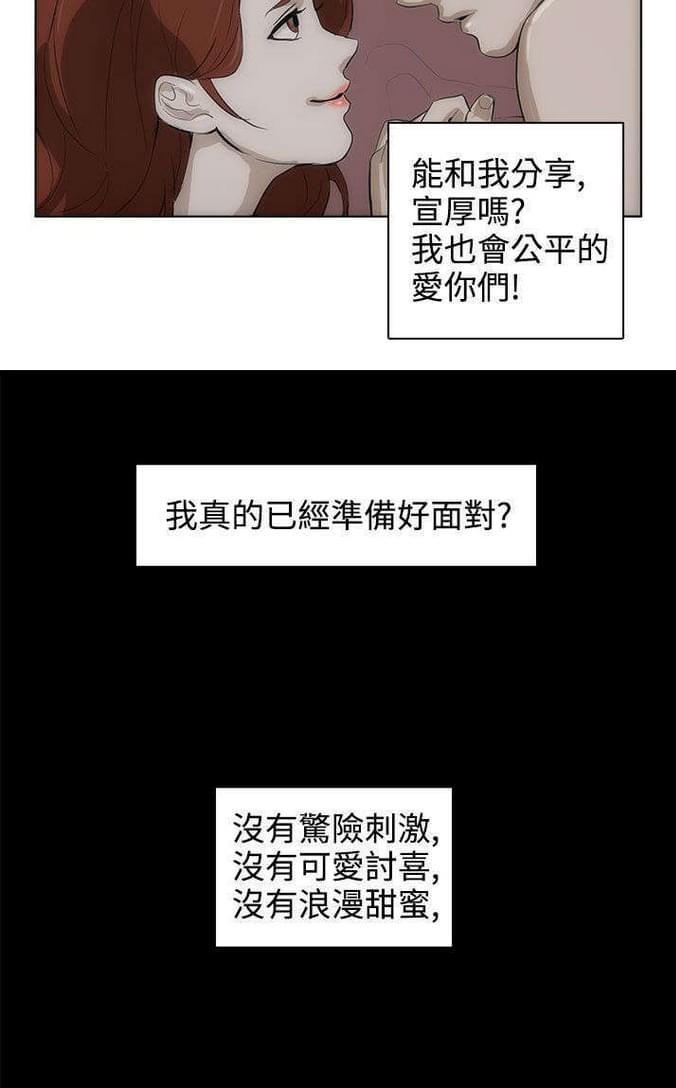 能和我分享,
宣厚嗎?
我也會公平的
愛你們!
我真的已經準備好面對?
沒有驚險刺激,
沒有可愛討喜,
沒有浪漫甜蜜,